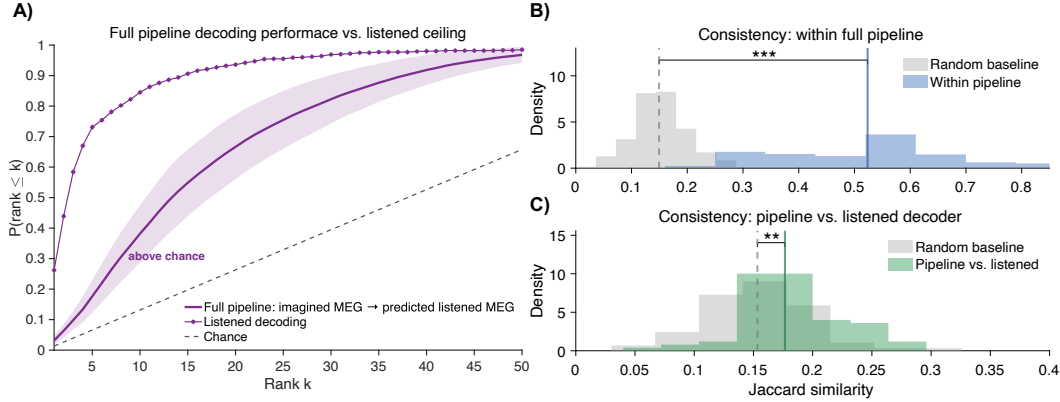 A)
Full pipeline decoding performace vs. listened ceiling
1
0.9
0.8
0.7
0.6
0.5
0.4
0.3
0.2
0.1
0
P(rank ≤ k)
above chance
Full pipeline: imagined MEG → predicted listened MEG
Listened decoding
Chance
5 10 15 20 25 30 35 40 45 50
Rank k
B)
Consistency: within full pipeline
***
Random baseline
Within pipeline
10
5
0
Density
0 0.1 0.2 0.3 0.4 0.5 0.6 0.7 0.8
C)
Consistency: pipeline vs. listened decoder
**
Random baseline
Pipeline vs. listened
15
10
5
0
Density
0 0.05 0.1 0.15 0.2 0.25 0.3 0.35 0.4
Jaccard similarity